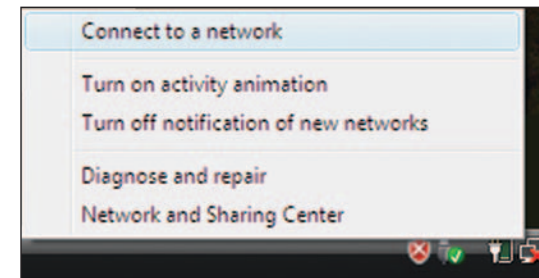 Connect to a network
Turn on activity animation
Turn off notification of new networks
Diagnose and repair
Network and Sharing Center